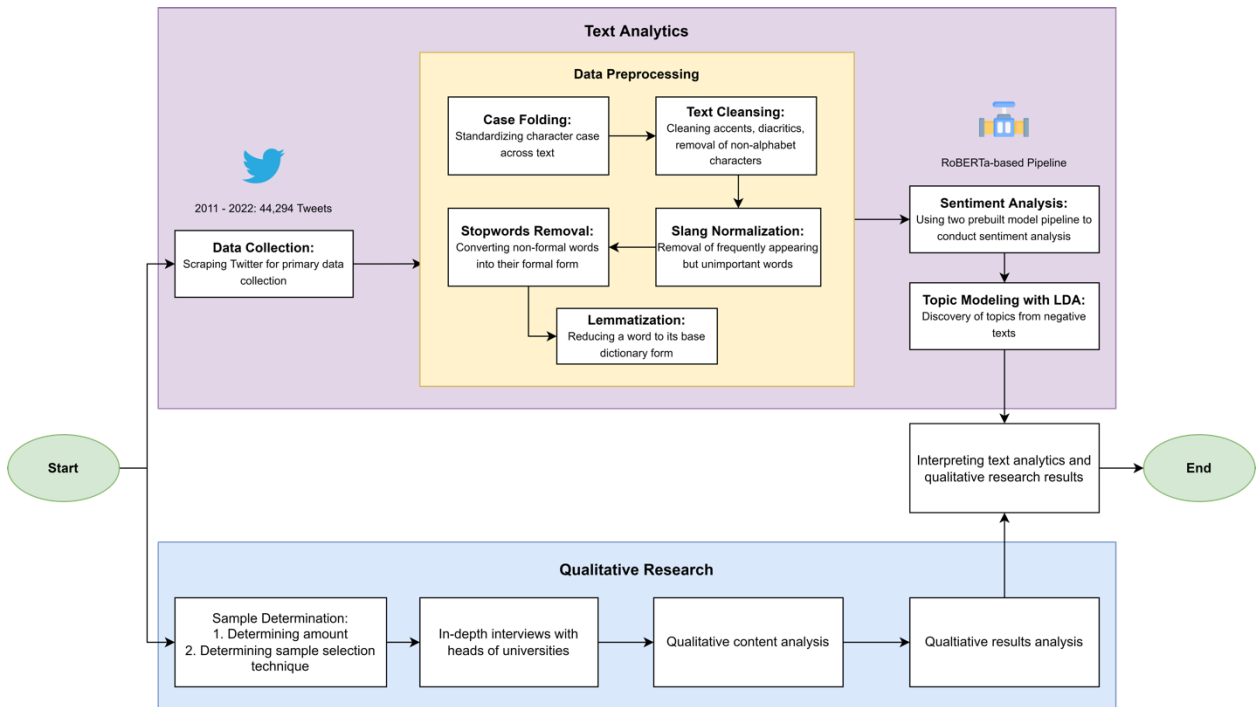 Text Analytics
Data Preprocessing
Case Folding:
Standardizing character case
across text
Text Cleansing:
Cleaning accents, diacritics,
removal of non-alphabet
characters
RoBERTa-based Pipeline
2011 - 2022: 44,294 Tweets
Data Collection:
Scraping Twitter for primary data
collection
Stopwords Removal:
Converting non-formal words
into their formal form
Slang Normalization:
Removal of frequently appearing
but unimportant words
Sentiment Analysis:
Using two prebuilt model pipeline to
conduct sentiment analysis
Lemmatization:
Reducing a word to its base
dictionary form
Topic Modeling with LDA:
Discovery of topics from negative
texts
Start
Interpreting text analytics and
qualitative research results
End
Qualitative Research
Sample Determination:
1. Determining amount
2. Determining sample selection
technique
In-depth interviews with
heads of universities
Qualitative content analysis
Qualtiative results analysis